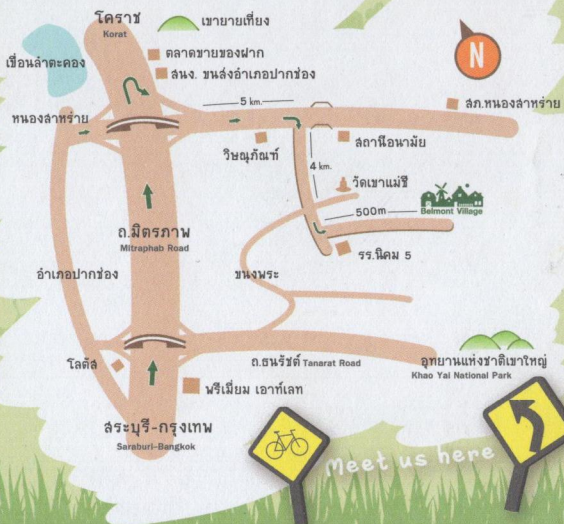 โคราช
Korat
เขายายเที่ยง
เขื่อนลำตะคอง
ตลาดขายของฝาก
สนง. ขนส่งอำเภอปากช่อง
N
หนองสาหร่าย
5 km.
สภ.หนองสาหร่าย
วิษณุภัณฑ์
สถานีอนามัย
4 km.
วัดเขาแม่ชี
500m
Belmont Village
ถ.มิตรภาพ
Mitraphab Road
รร.นิคม 5
อำเภอปากช่อง
ขนงพระ
โลตัส
ถ.ธนรัชต์ Tanarat Road
อุทยานแห่งชาติเขาใหญ่
Khao Yai National Park
พรีเมี่ยม เอาท์เลท
สระบุรี-กรุงเทพ
Saraburi-Bangkok
Meet us here